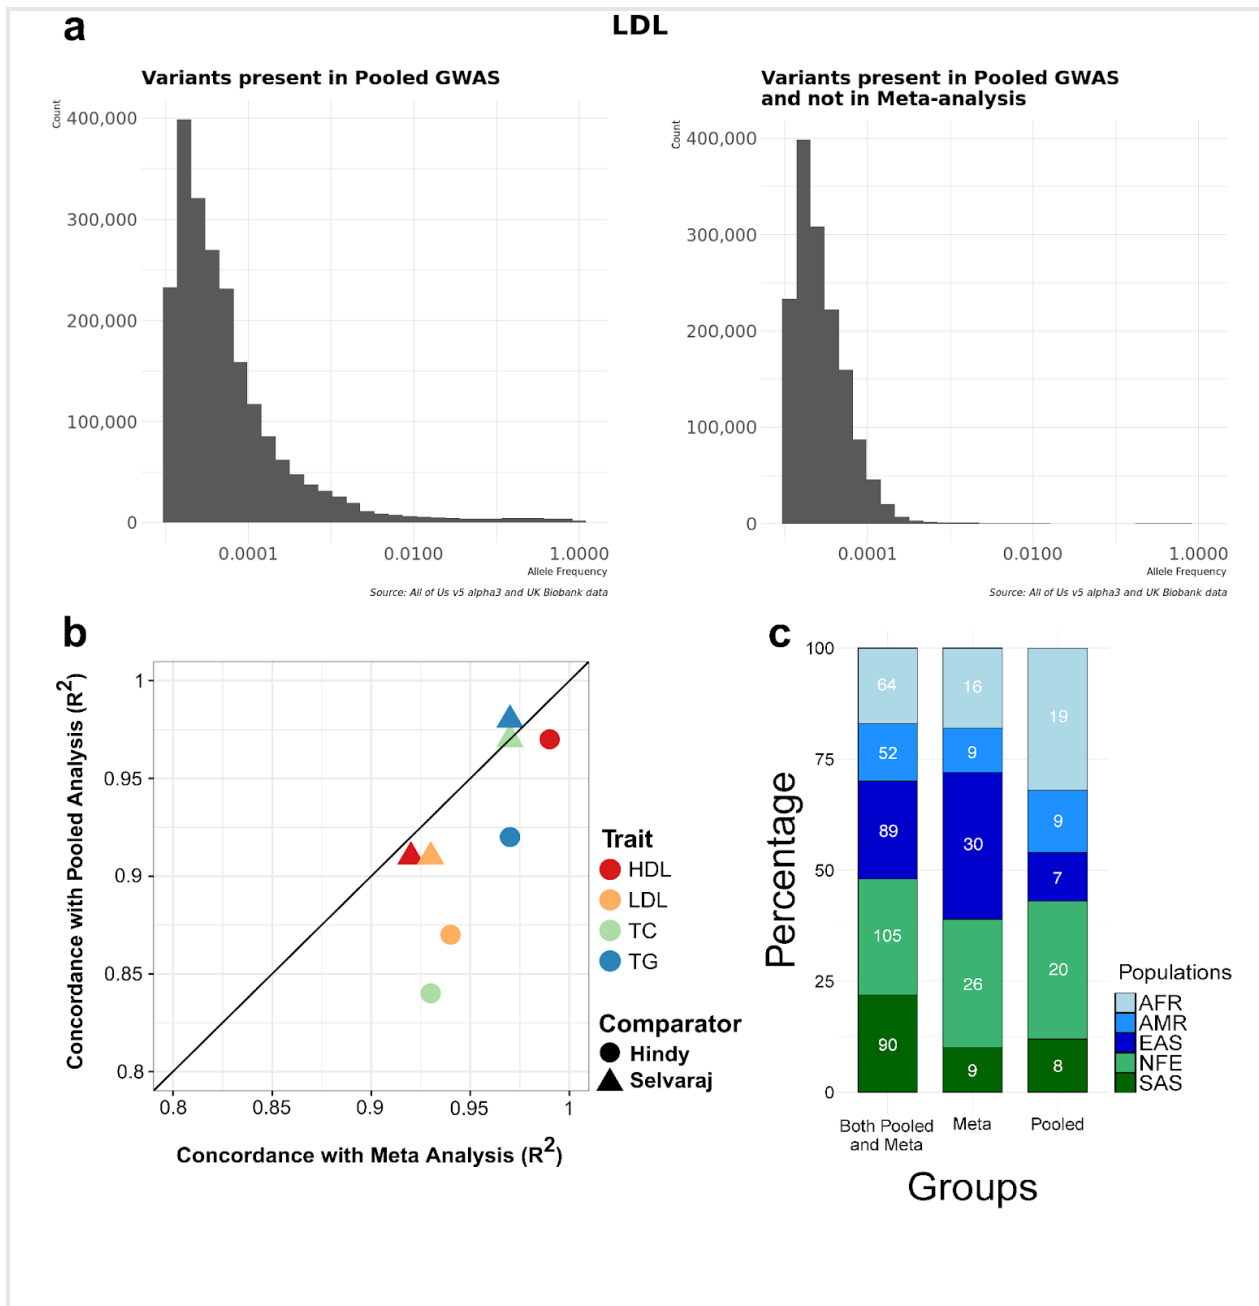 a
LDL
Variants present in Pooled GWAS
Count
400,000
300,000
200,000
100,000
0
0.0001
0.0100
1.0000
Allele Frequency
Source: All of Us v5 alpha3 and UK Biobank data
Variants present in Pooled GWAS
and not in Meta-analysis
Count
400,000
300,000
200,000
100,000
0
0.0001
0.0100
1.0000
Allele Frequency
Source: All of Us v5 alpha3 and UK Biobank data
b
Concordance with Pooled Analysis (R²)
1
0.95
0.9
0.85
0.8
0.8
0.85
0.9
0.95
1
Concordance with Meta Analysis (R²)
Trait
HDL
LDL
TC
TG
Comparator
Hindy
Selvaraj
c
Percentage
100
75
50
25
0
64
52
89
105
90
16
9
30
26
9
19
9
7
20
8
Both Pooled
and Meta
Meta
Pooled
Groups
Populations
AFR
AMR
EAS
NFE
SAS